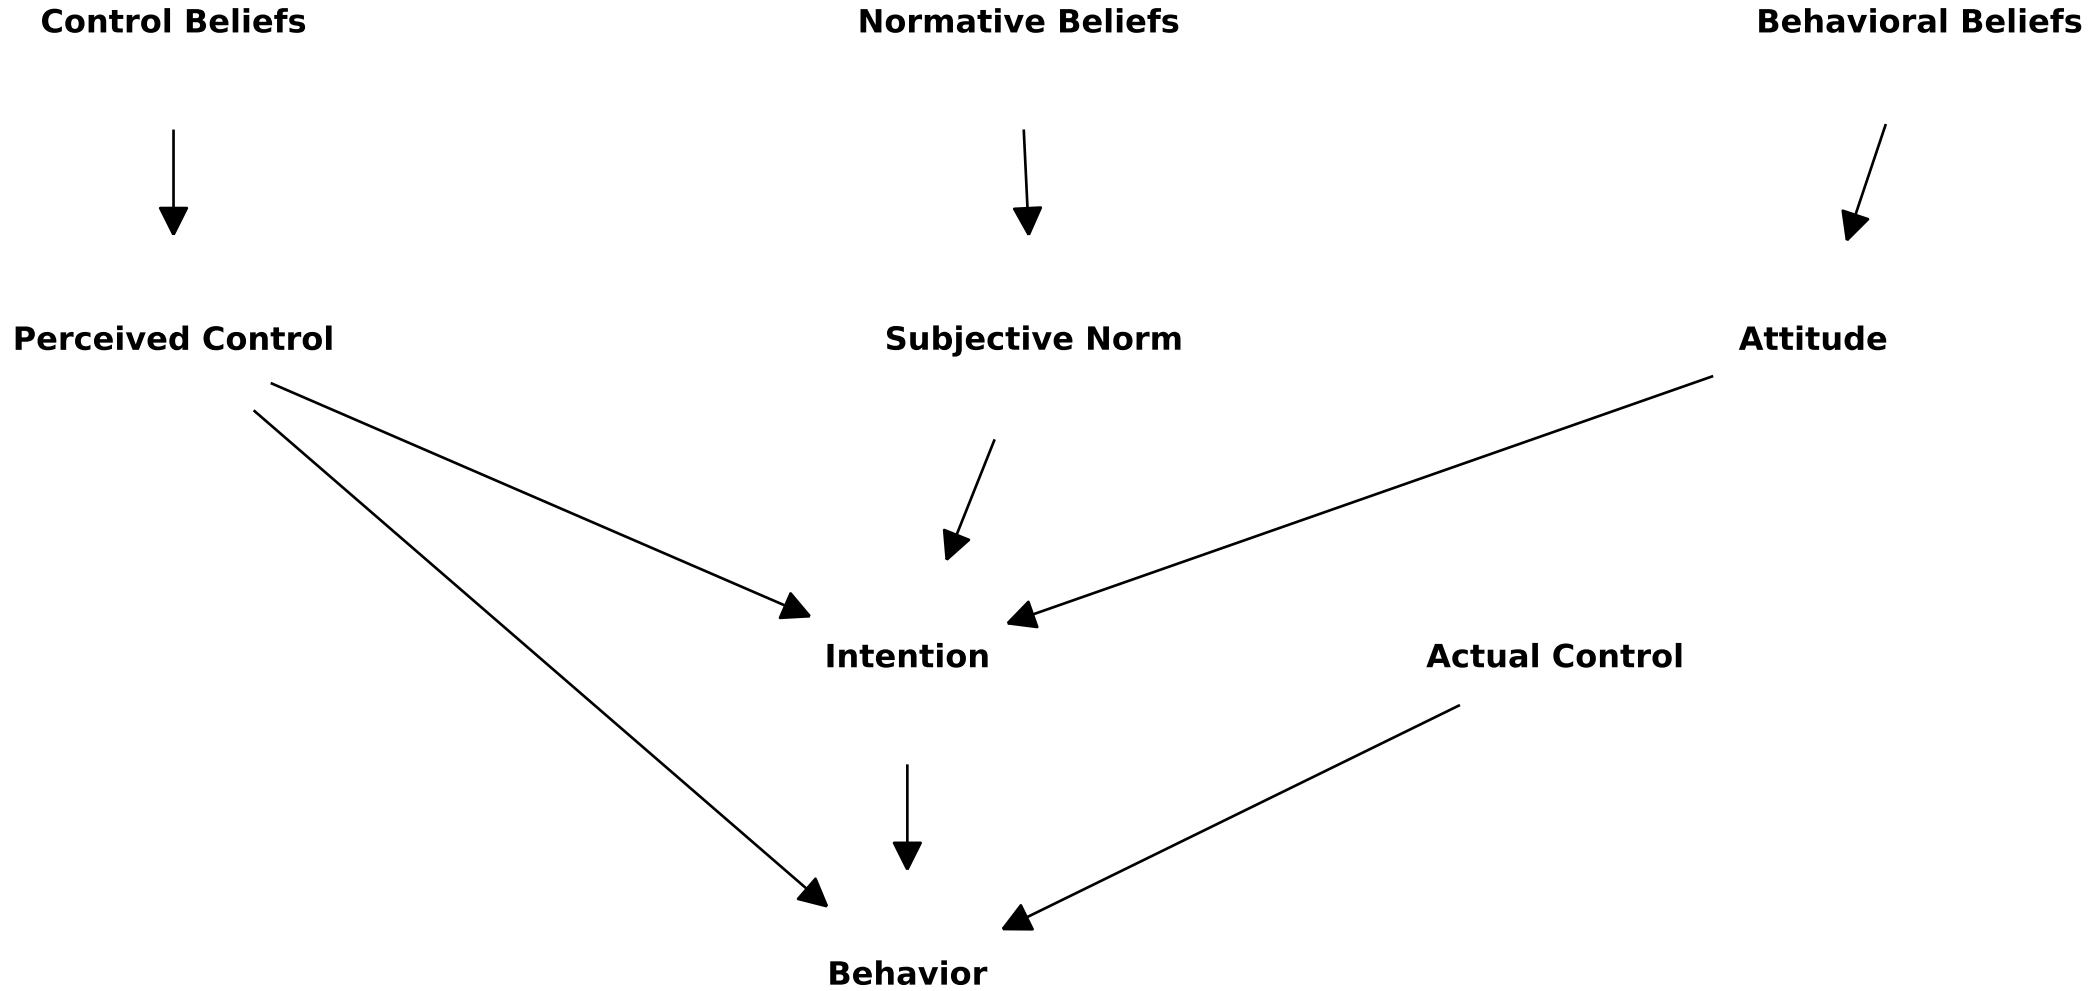 Control Beliefs
Normative Beliefs
Behavioral Beliefs
Perceived Control
Subjective Norm
Attitude
Intention
Actual Control
Behavior